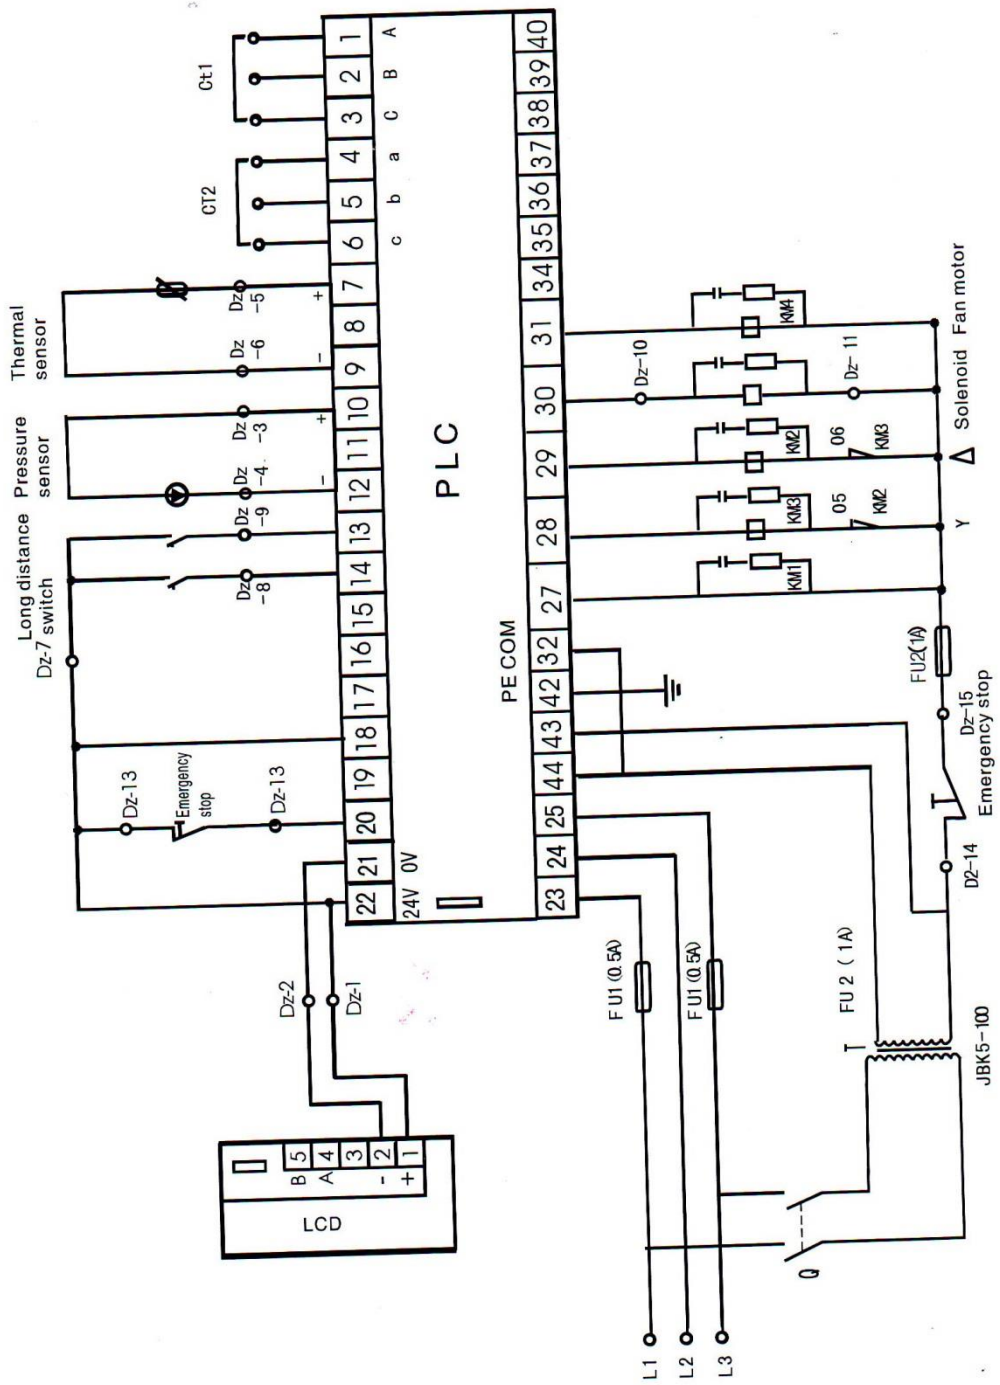 Thermal
sensor
Pressure
sensor
Long distance
Dz-7 switch
Ct1
CT2
Dz
-5
Dz
-6
Dz
-3
Dz
-4
Dz
-9
Dz
-8
Dz-13
Emergency
stop
Dz-13
+
-
+
-
22 21 20 19 18 17 16 15 14 13 12 11 10 9 8 7 6 5 4 3 2 1
24V 0V
c b a C B A
PLC
PE COM
23 24 25 44 43 42 32 27 28 29 30 31 34 35 36 37 38 39 40
Dz-2
Dz-1
LCD
B 5
A 4
3
- 2
+ 1
FU1(0.5A)
FU1(0.5A)
FU2 (1A)
FU2(1A)
KM1
KM3
KM2
KM4
Dz-10
Dz-11
05
KM2
06
KM3
Y
Δ
Solenoid
Fan motor
Dz-15
Emergency stop
D2-14
T
JBK5-100
Q
L1
L2
L3